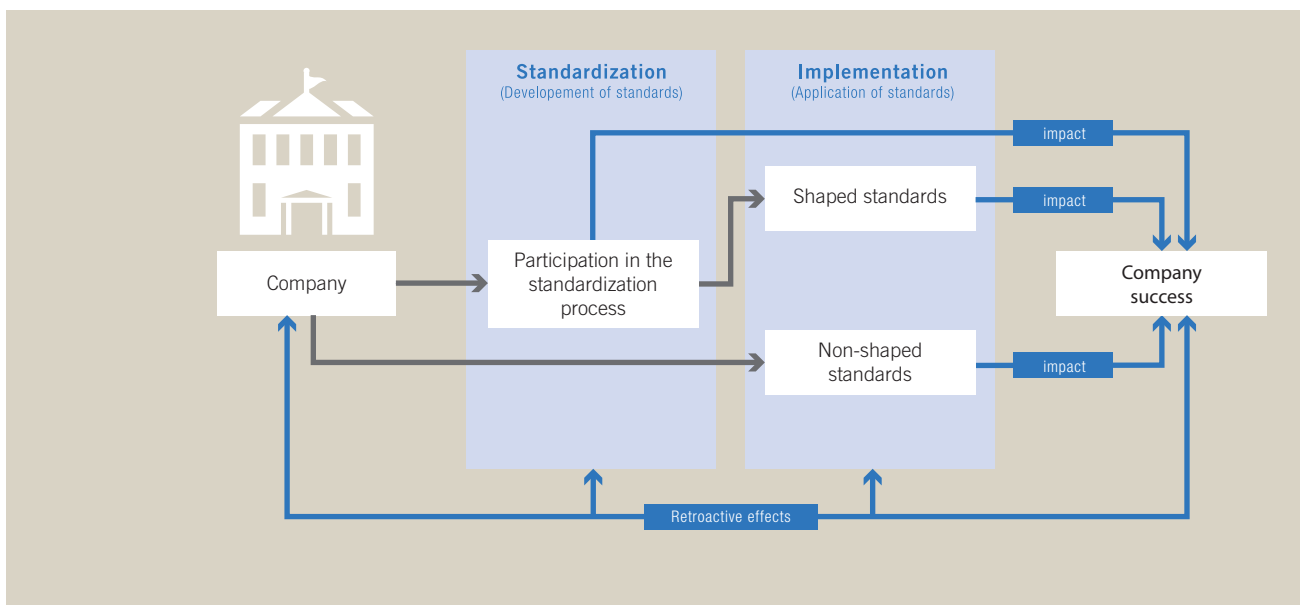 Standardization
(Developement of standards)
Implementation
(Application of standards)
impact
Shaped standards
impact
Company
Participation in the
standardization
process
Company
success
Non-shaped
standards
impact
Retroactive effects